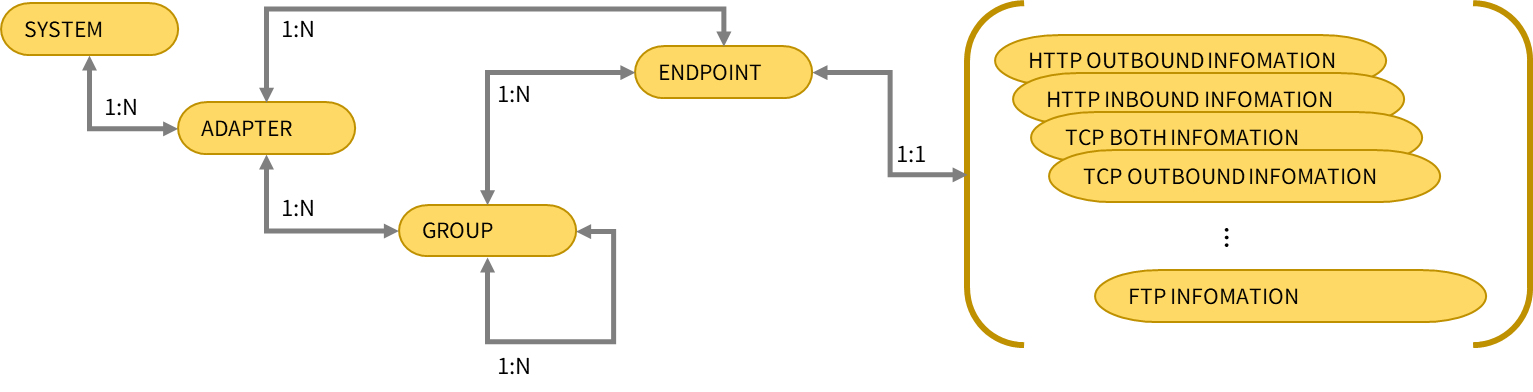 SYSTEM
1:N
ADAPTER
1:N
1:N
GROUP
1:N
1:N
ENDPOINT
1:1
HTTP OUTBOUND INFOMATION
HTTP INBOUND INFOMATION
TCP BOTH INFOMATION
TCP OUTBOUND INFOMATION
⋮
FTP INFOMATION